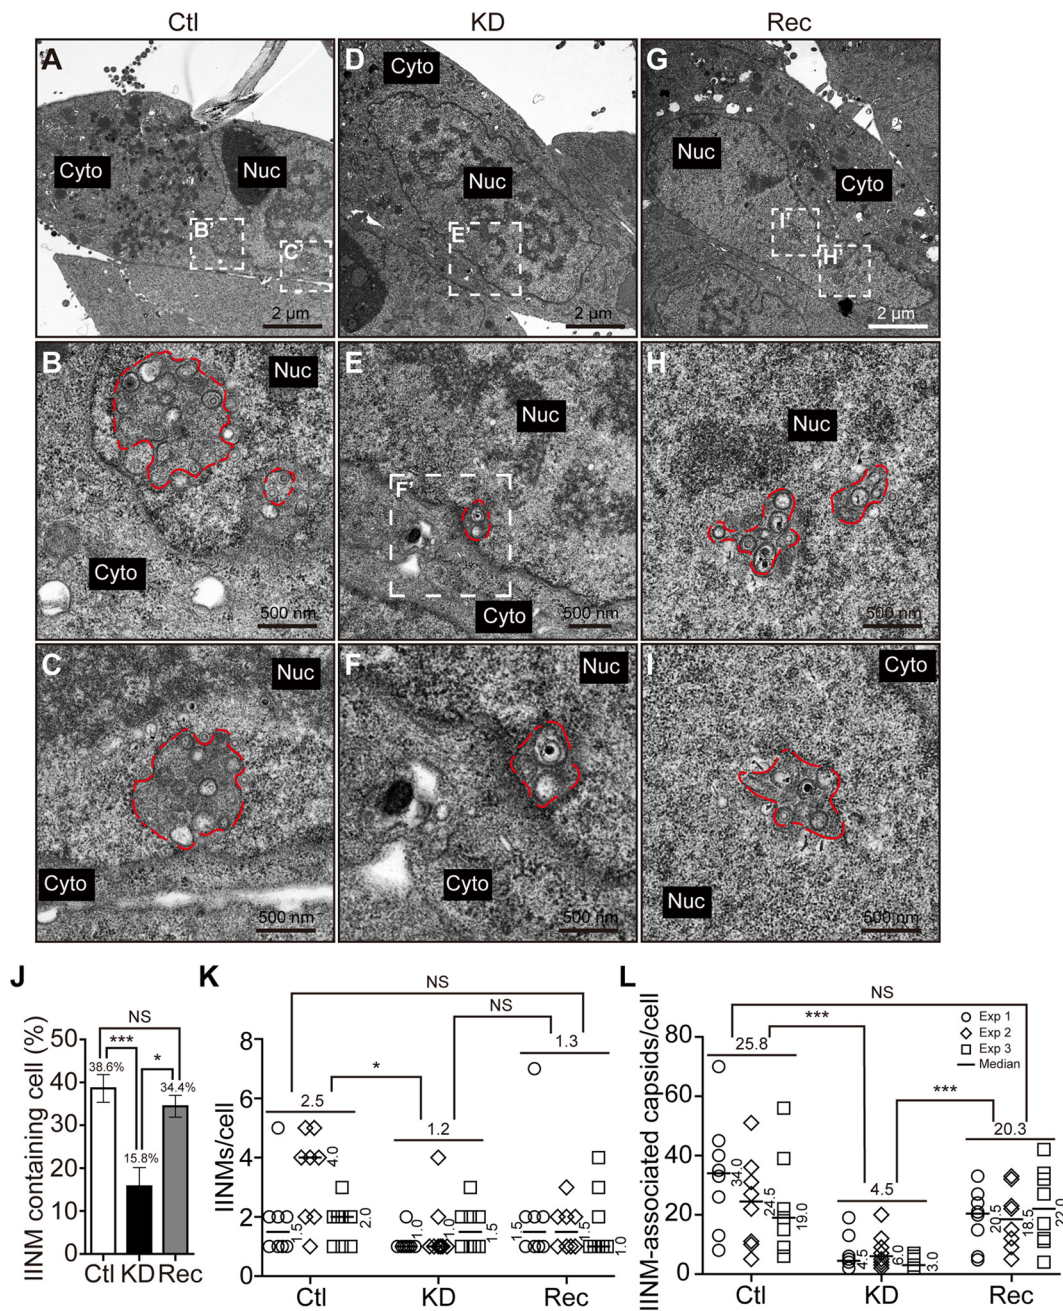 Ctl KD Rec
A Cyto Nuc B' C' 2 μm
D Cyto Nuc E' 2 μm
G Nuc Cyto I' H' 2 μm
B Nuc Cyto 500 nm
E Nuc F' Cyto 500 nm
H Nuc 500 nm
C Nuc Cyto 500 nm
F Nuc Cyto 500 nm
I Cyto Nuc 500 nm
J
IINM containing cell (%)
50
40
30
20
10
0
NS
*** *
38.6% 15.8% 34.4%
Ctl KD Rec
K
IINMs/cell
8
6
4
2
0
NS
NS
*
2.5 1.2 1.3
1.5 4.0 2.0 1.0 1.0 1.5 1.5 1.5 1.0
Ctl KD Rec
L
IINM-associated capsids/cell
80
60
40
20
0
NS
***
***
Exp 1
Exp 2
Exp 3
Median
25.8 4.5 20.3
34.0 24.5 19.0 4.5 6.0 3.0 20.5 18.5 22.0
Ctl KD Rec